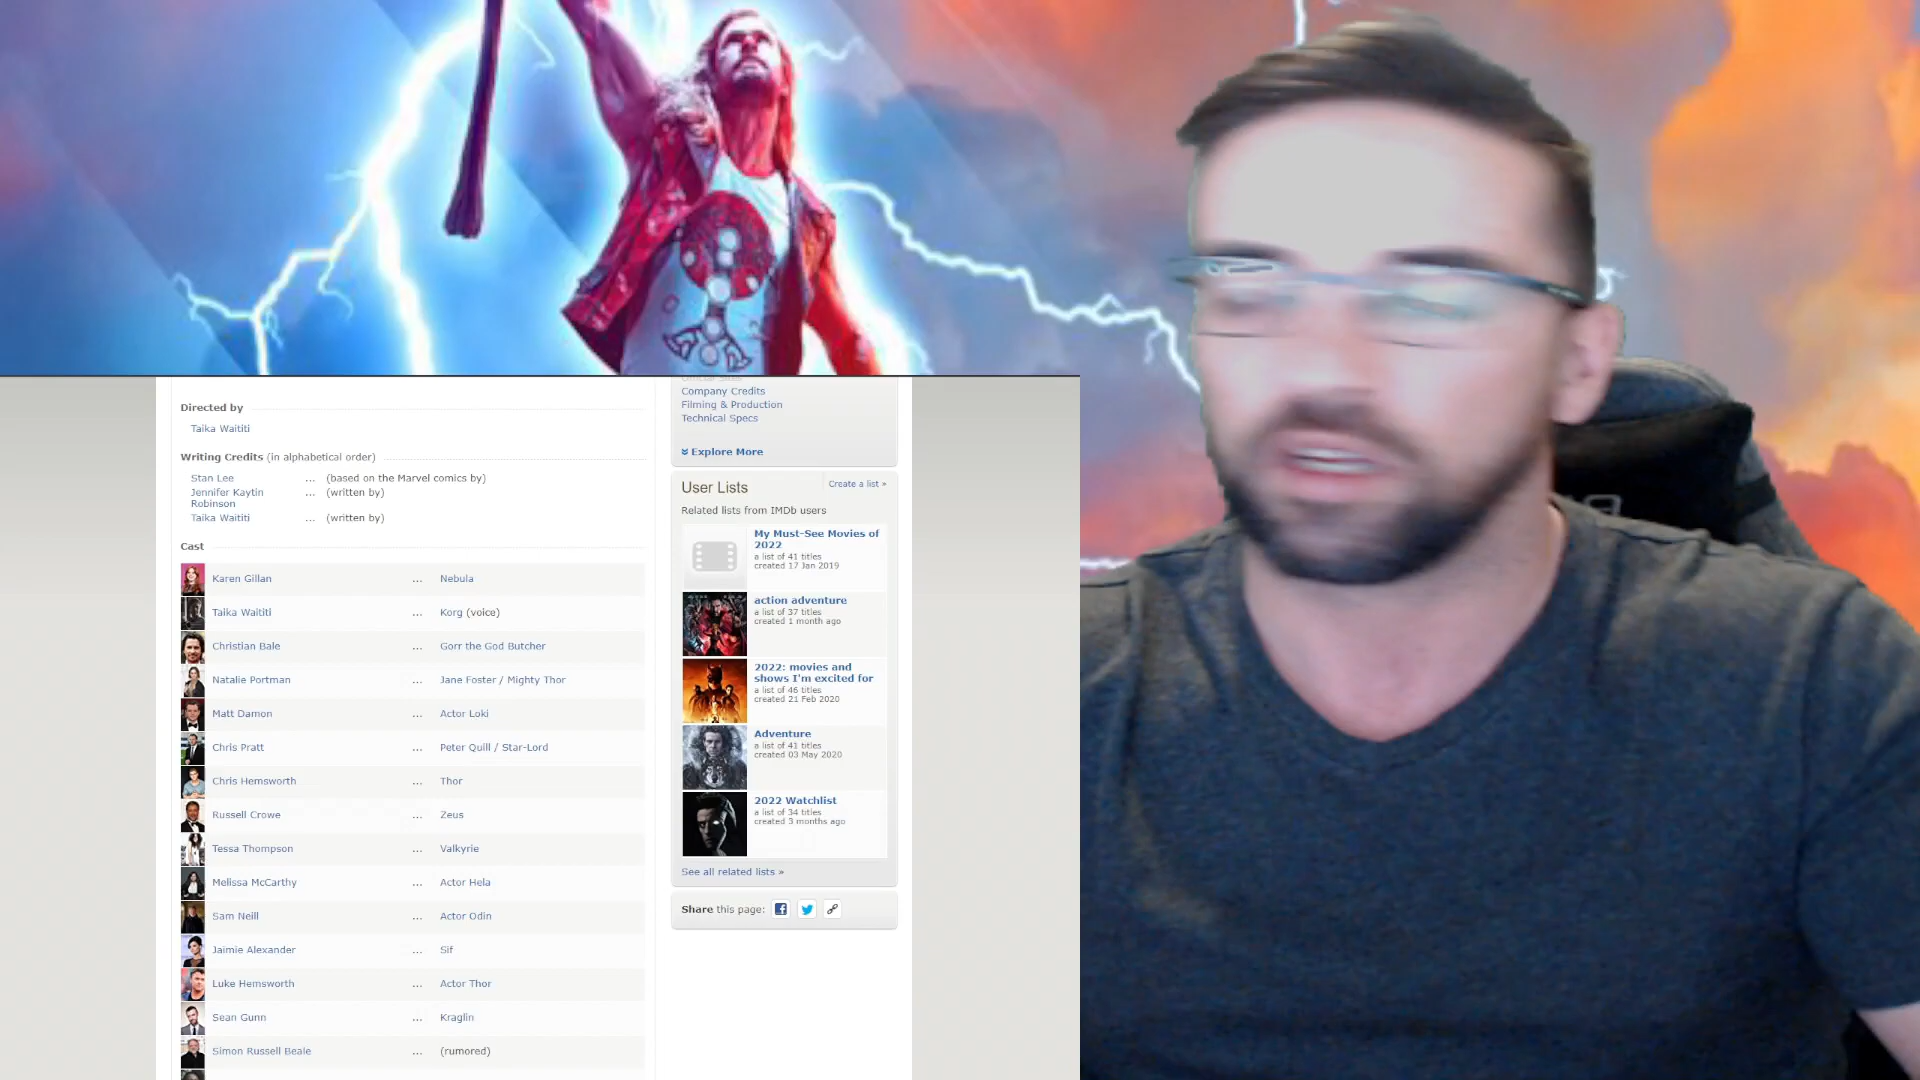 Directed by
Taika Waititi
Writing Credits (in alphabetical order)
Stan Lee ... (based on the Marvel comics by)
Jennifer Kaytin Robinson ... (written by)
Taika Waititi ... (written by)
Cast
Karen Gillan ... Nebula
Taika Waititi ... Korg (voice)
Christian Bale ... Gorr the God Butcher
Natalie Portman ... Jane Foster / Mighty Thor
Matt Damon ... Actor Loki
Chris Pratt ... Peter Quill / Star-Lord
Chris Hemsworth ... Thor
Russell Crowe ... Zeus
Tessa Thompson ... Valkyrie
Melissa McCarthy ... Actor Hela
Sam Neill ... Actor Odin
Jaimie Alexander ... Sif
Luke Hemsworth ... Actor Thor
Sean Gunn ... Kraglin
Simon Russell Beale ... (rumored)
Company Credits
Filming & Production
Technical Specs
Explore More
User Lists
Create a list »
Related lists from IMDb users
My Must-See Movies of
2022
a list of 41 titles
created 17 Jan 2019
action adventure
a list of 37 titles
created 1 month ago
2022: movies and
shows I'm excited for
a list of 46 titles
created 21 Feb 2020
Adventure
a list of 41 titles
created 03 May 2020
2022 Watchlist
a list of 34 titles
created 3 months ago
See all related lists »
Share this page: